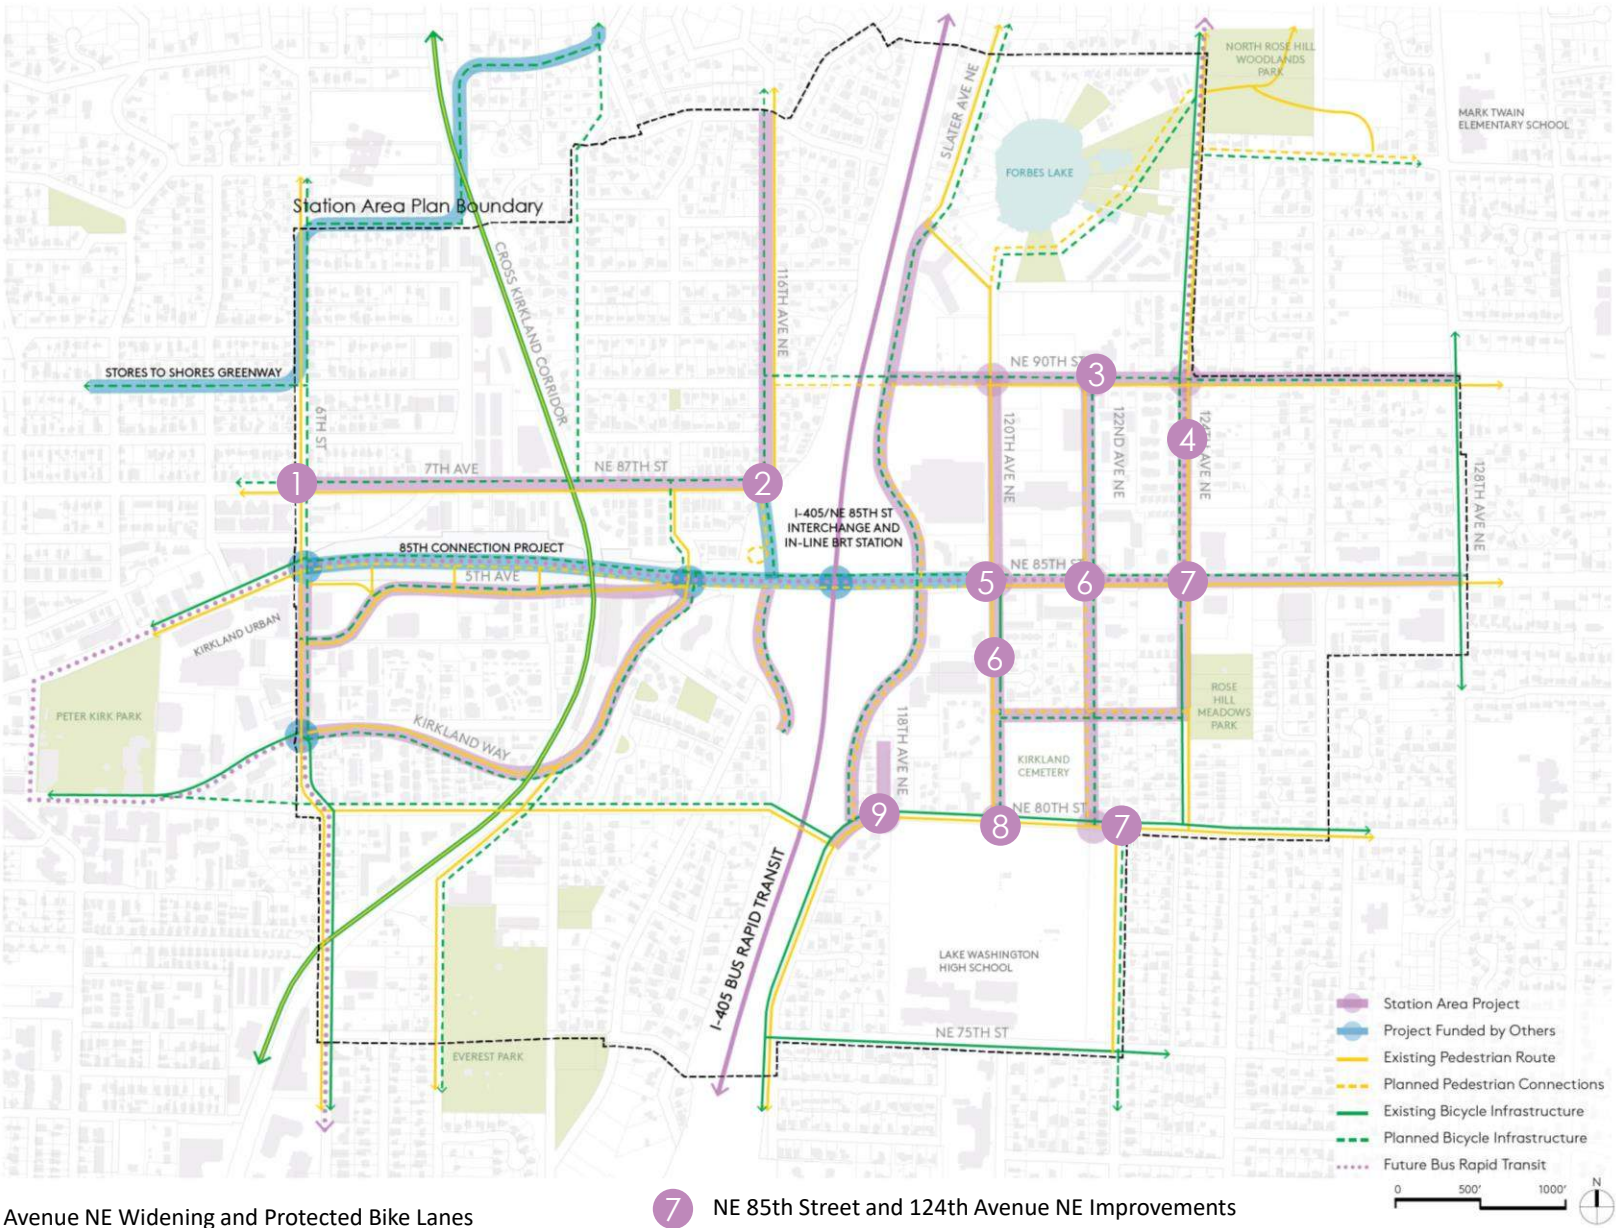 NORTH ROSE HILL
WOODLANDS
PARK
MARK TWAIN
ELEMENTARY SCHOOL
SLATER AVE NE
FORBES LAKE
Station Area Plan Boundary
CROSS KIRKLAND CORRIDOR
116TH AVE NE
STORES TO SHORES GREENWAY
NE 90TH ST
3
6TH ST
120TH AVE NE
122ND AVE NE
124TH AVE NE
4
128TH AVE NE
7TH AVE
NE 87TH ST
1
2
I-405/NE 85TH ST
INTERCHANGE AND
IN-LINE BRT STATION
85TH CONNECTION PROJECT
5TH AVE
NE 85TH ST
5
6
7
KIRKLAND URBAN
6
PETER KIRK PARK
KIRKLAND WAY
118TH AVE NE
ROSE
HILL
MEADOWS
PARK
KIRKLAND
CEMETERY
NE 80TH ST
9
8
7
I-405 BUS RAPID TRANSIT
LAKE WASHINGTON
HIGH SCHOOL
NE 75TH ST
EVEREST PARK
Station Area Project
Project Funded by Others
Existing Pedestrian Route
Planned Pedestrian Connections
Existing Bicycle Infrastructure
Planned Bicycle Infrastructure
Future Bus Rapid Transit
0 500' 1000'
N
Avenue NE Widening and Protected Bike Lanes
7 NE 85th Street and 124th Avenue NE Improvements